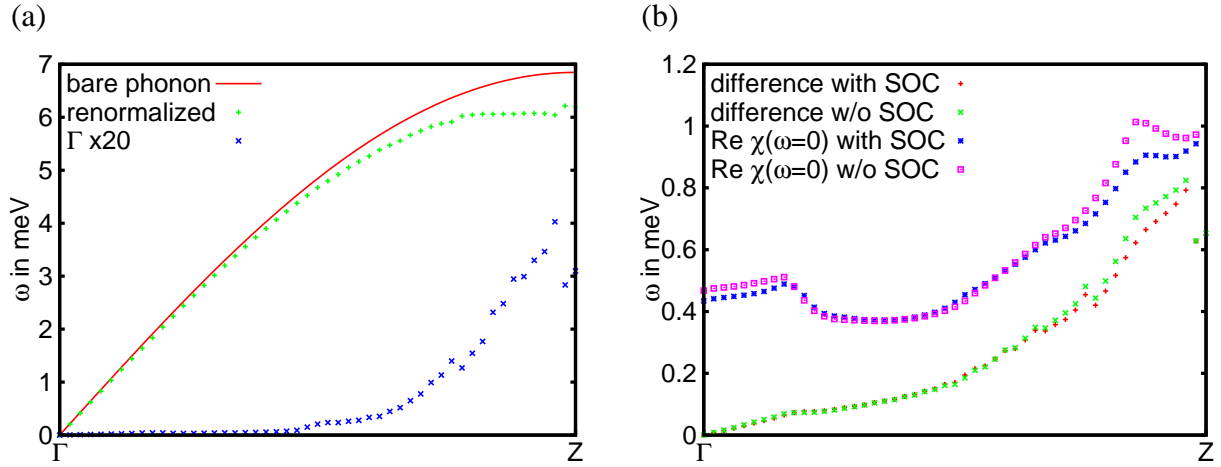 (a)
ω in meV
7
6
5
4
3
2
1
0
bare phonon
renormalized
Γ x20
Γ
Z
(b)
ω in meV
1.2
1
0.8
0.6
0.4
0.2
0
difference with SOC
difference w/o SOC
Re χ(ω=0) with SOC
Re χ(ω=0) w/o SOC
Γ
Z